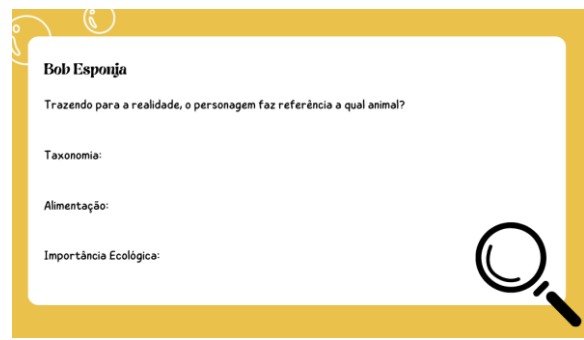 Bob Esponja
Trazendo para a realidade, o personagem faz referência a qual animal?
Taxonomia:
Alimentação:
Importância Ecológica: